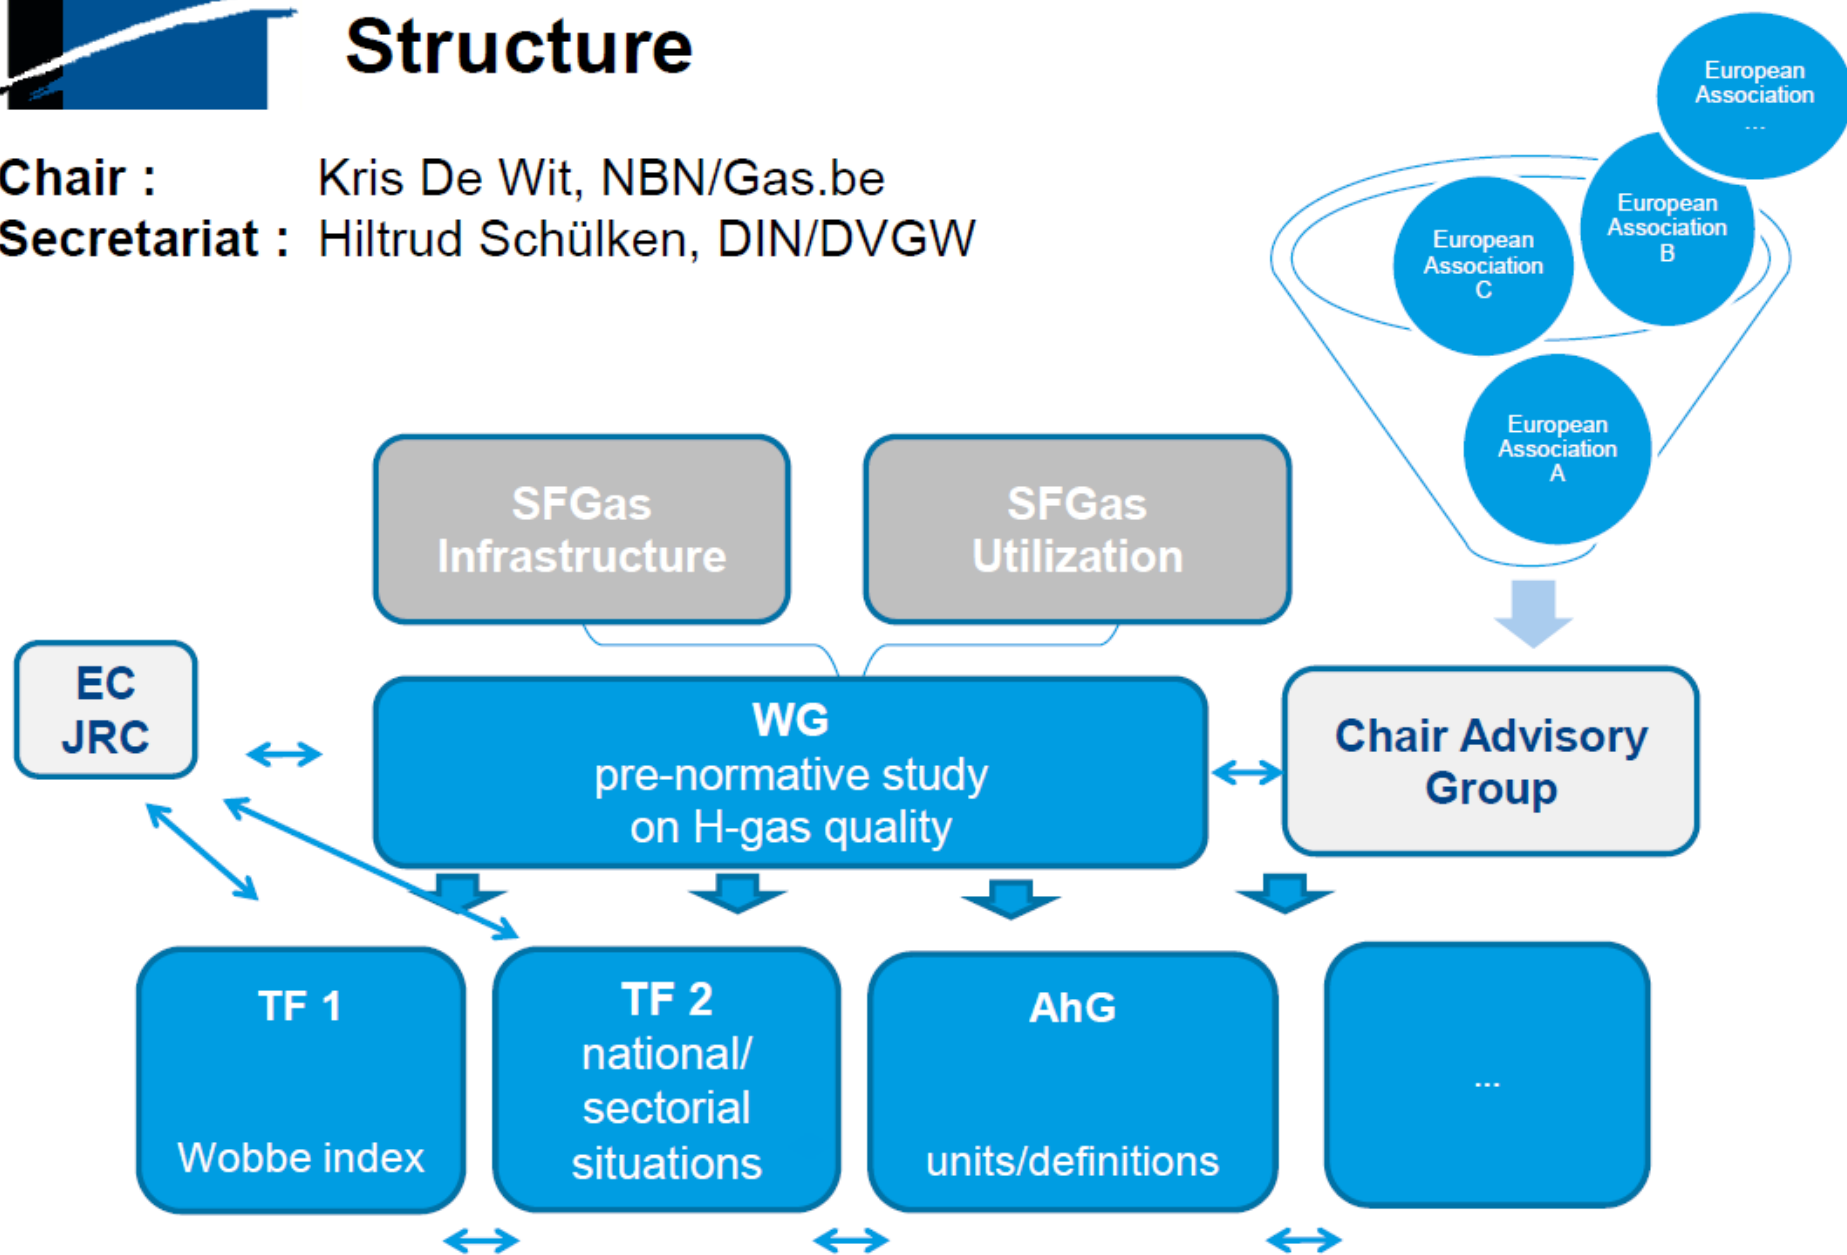 Structure
Chair : Kris De Wit, NBN/Gas.be
Secretariat : Hiltrud Schülken, DIN/DVGW
European
Association
...
European
Association
B
European
Association
C
European
Association
A
SFGas
Infrastructure
SFGas
Utilization
EC
JRC
WG
pre-normative study
on H-gas quality
Chair Advisory
Group
TF 1
Wobbe index
TF 2
national/
sectorial
situations
AhG
units/definitions
...